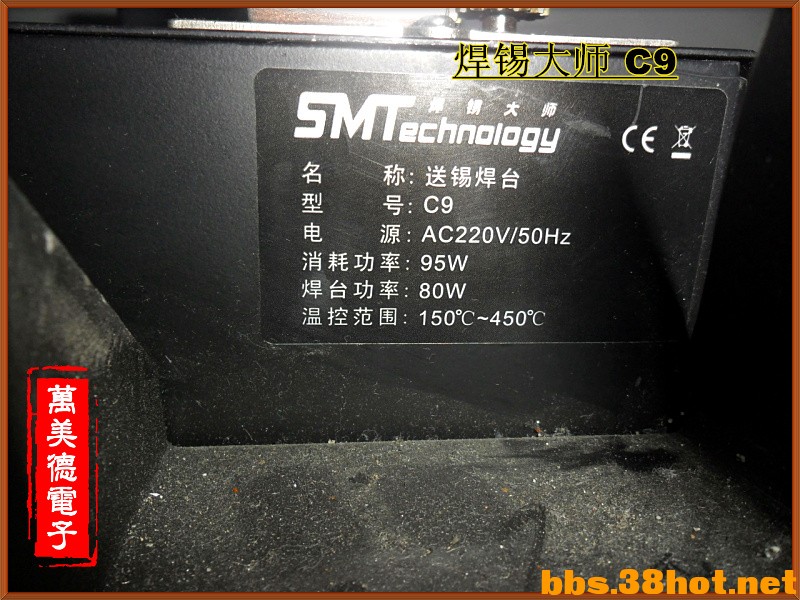 焊锡大师 C9
焊锡大师
SMTechnology
CE
名 称: 送锡焊台
型 号: C9
电 源: AC220V/50Hz
消耗功率: 95W
焊台功率: 80W
温控范围: 150℃~450℃
萬美德電子
bbs.38hot.net